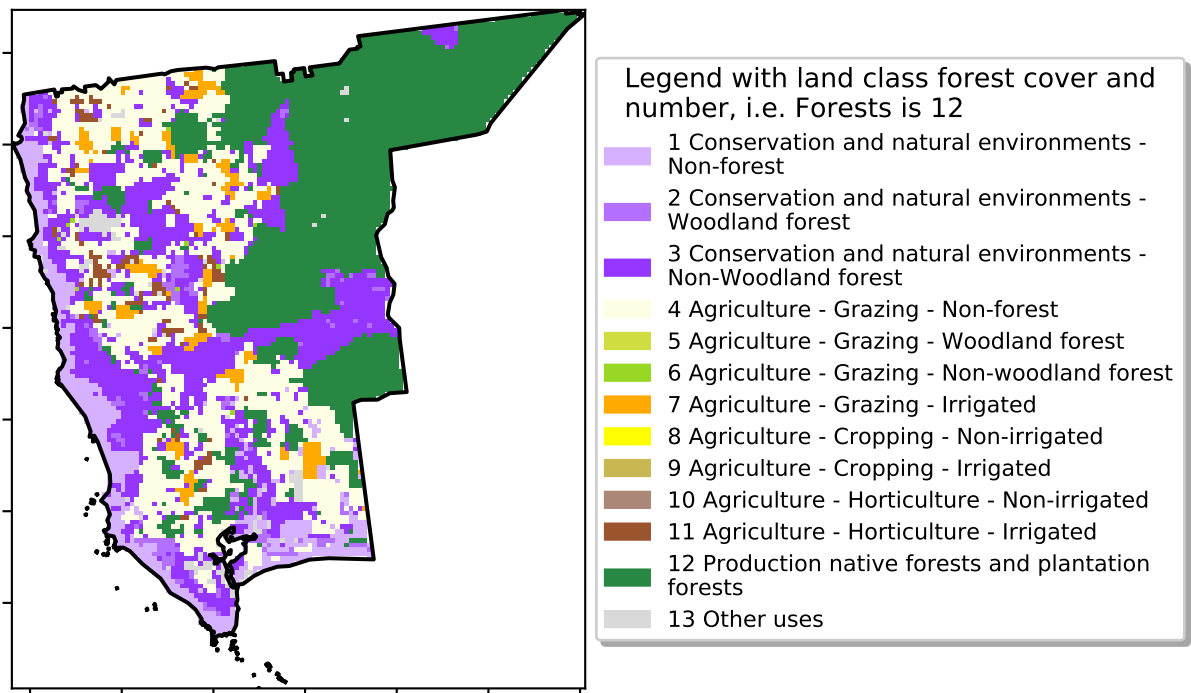 Legend with land class forest cover and
number, i.e. Forests is 12
1 Conservation and natural environments -
Non-forest
2 Conservation and natural environments -
Woodland forest
3 Conservation and natural environments -
Non-Woodland forest
4 Agriculture - Grazing - Non-forest
5 Agriculture - Grazing - Woodland forest
6 Agriculture - Grazing - Non-woodland forest
7 Agriculture - Grazing - Irrigated
8 Agriculture - Cropping - Non-irrigated
9 Agriculture - Cropping - Irrigated
10 Agriculture - Horticulture - Non-irrigated
11 Agriculture - Horticulture - Irrigated
12 Production native forests and plantation
forests
13 Other uses